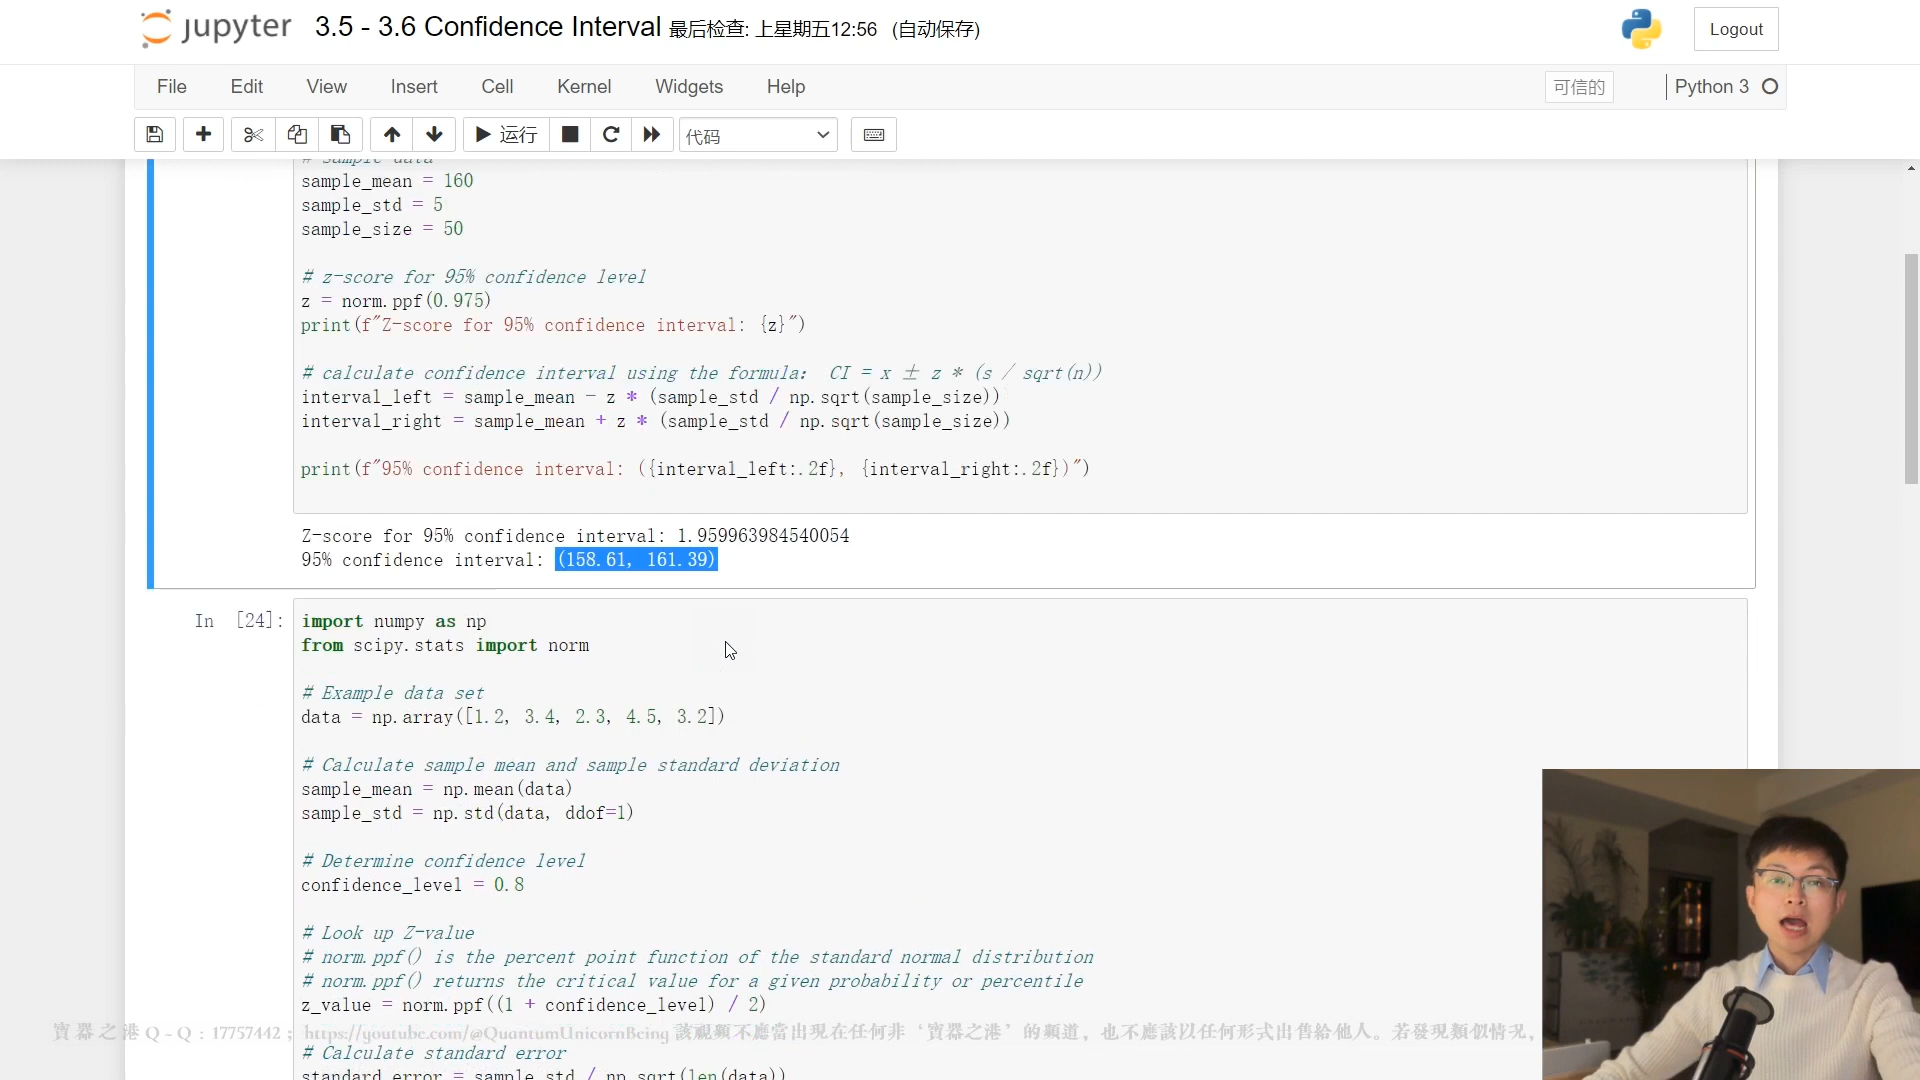 jupyter 3.5 - 3.6 Confidence Interval 最后检查: 上星期五12:56 (自动保存)
Logout
File Edit View Insert Cell Kernel Widgets Help
可信的 Python 3
运行 代码
# sample data
sample_mean = 160
sample_std = 5
sample_size = 50
# z-score for 95% confidence level
z = norm.ppf(0.975)
print(f"Z-score for 95% confidence interval: {z}")
# calculate confidence interval using the formula: CI = x ± z * (s / sqrt(n))
interval_left = sample_mean - z * (sample_std / np.sqrt(sample_size))
interval_right = sample_mean + z * (sample_std / np.sqrt(sample_size))
print(f"95% confidence interval: ({interval_left:.2f}, {interval_right:.2f})")
Z-score for 95% confidence interval: 1.959963984540054
95% confidence interval: (158.61, 161.39)
In [24]:
import numpy as np
from scipy.stats import norm
# Example data set
data = np.array([1.2, 3.4, 2.3, 4.5, 3.2])
# Calculate sample mean and sample standard deviation
sample_mean = np.mean(data)
sample_std = np.std(data, ddof=1)
# Determine confidence level
confidence_level = 0.8
# Look up Z-value
# norm.ppf() is the percent point function of the standard normal distribution
# norm.ppf() returns the critical value for a given probability or percentile
z_value = norm.ppf((1 + confidence_level) / 2)
寶器之港Q-Q：17757442； https://youtube.com/@QuantumUnicornBeing 該視頻不應當出現在任何非‘寶器之港’的頻道，也不應該以任何形式出售給他人。若發現類似情況，
# Calculate standard error
standard_error = sample_std / np.sqrt(len(data))